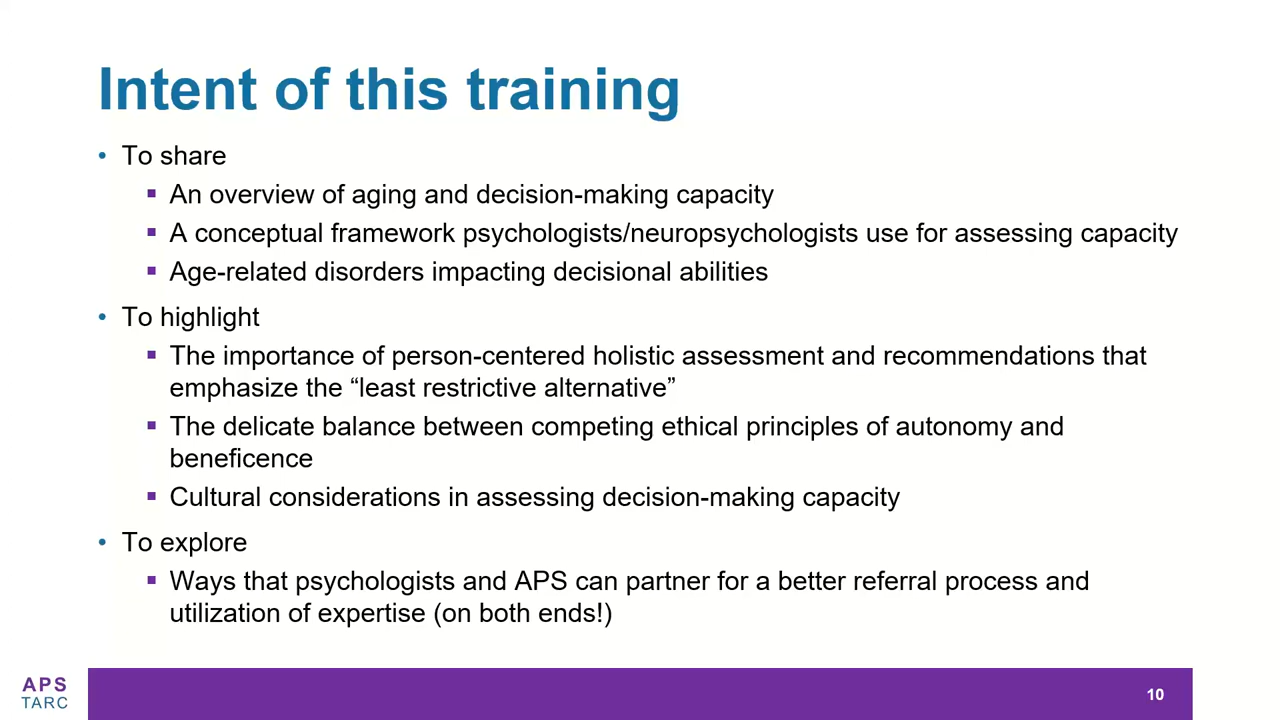 Intent of this training
• To share
▪ An overview of aging and decision-making capacity
▪ A conceptual framework psychologists/neuropsychologists use for assessing capacity
▪ Age-related disorders impacting decisional abilities
• To highlight
▪ The importance of person-centered holistic assessment and recommendations that
emphasize the “least restrictive alternative”
▪ The delicate balance between competing ethical principles of autonomy and
beneficence
▪ Cultural considerations in assessing decision-making capacity
• To explore
▪ Ways that psychologists and APS can partner for a better referral process and
utilization of expertise (on both ends!)
APS
TARC
10